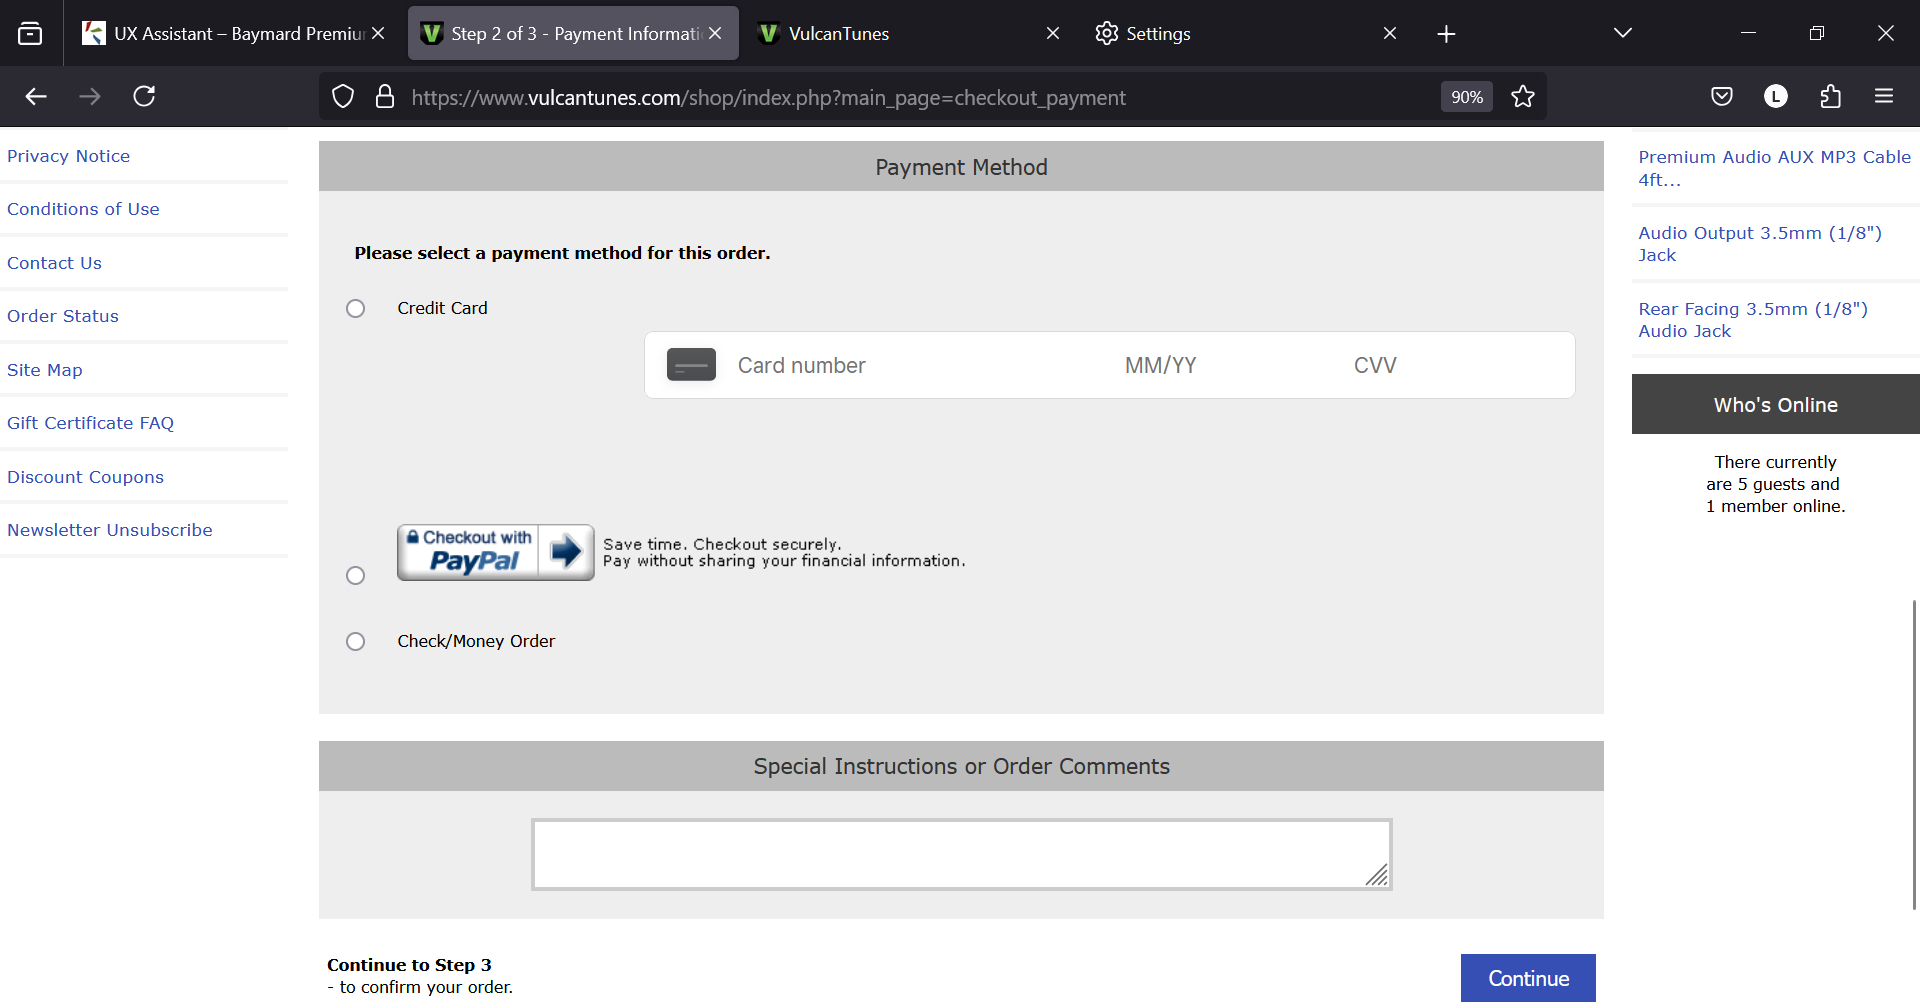 UX Assistant – Baymard Premiu
Step 2 of 3 - Payment Informati
VulcanTunes
Settings
https://www.vulcantunes.com/shop/index.php?main_page=checkout_payment
90%
L
Privacy Notice
Conditions of Use
Contact Us
Order Status
Site Map
Gift Certificate FAQ
Discount Coupons
Newsletter Unsubscribe
Payment Method
Please select a payment method for this order.
Credit Card
Card number
MM/YY
CVV
Checkout with
PayPal
Save time. Checkout securely.
Pay without sharing your financial information.
Check/Money Order
Special Instructions or Order Comments
Continue to Step 3
- to confirm your order.
Continue
Premium Audio AUX MP3 Cable
4ft...
Audio Output 3.5mm (1/8")
Jack
Rear Facing 3.5mm (1/8")
Audio Jack
Who's Online
There currently
are 5 guests and
1 member online.